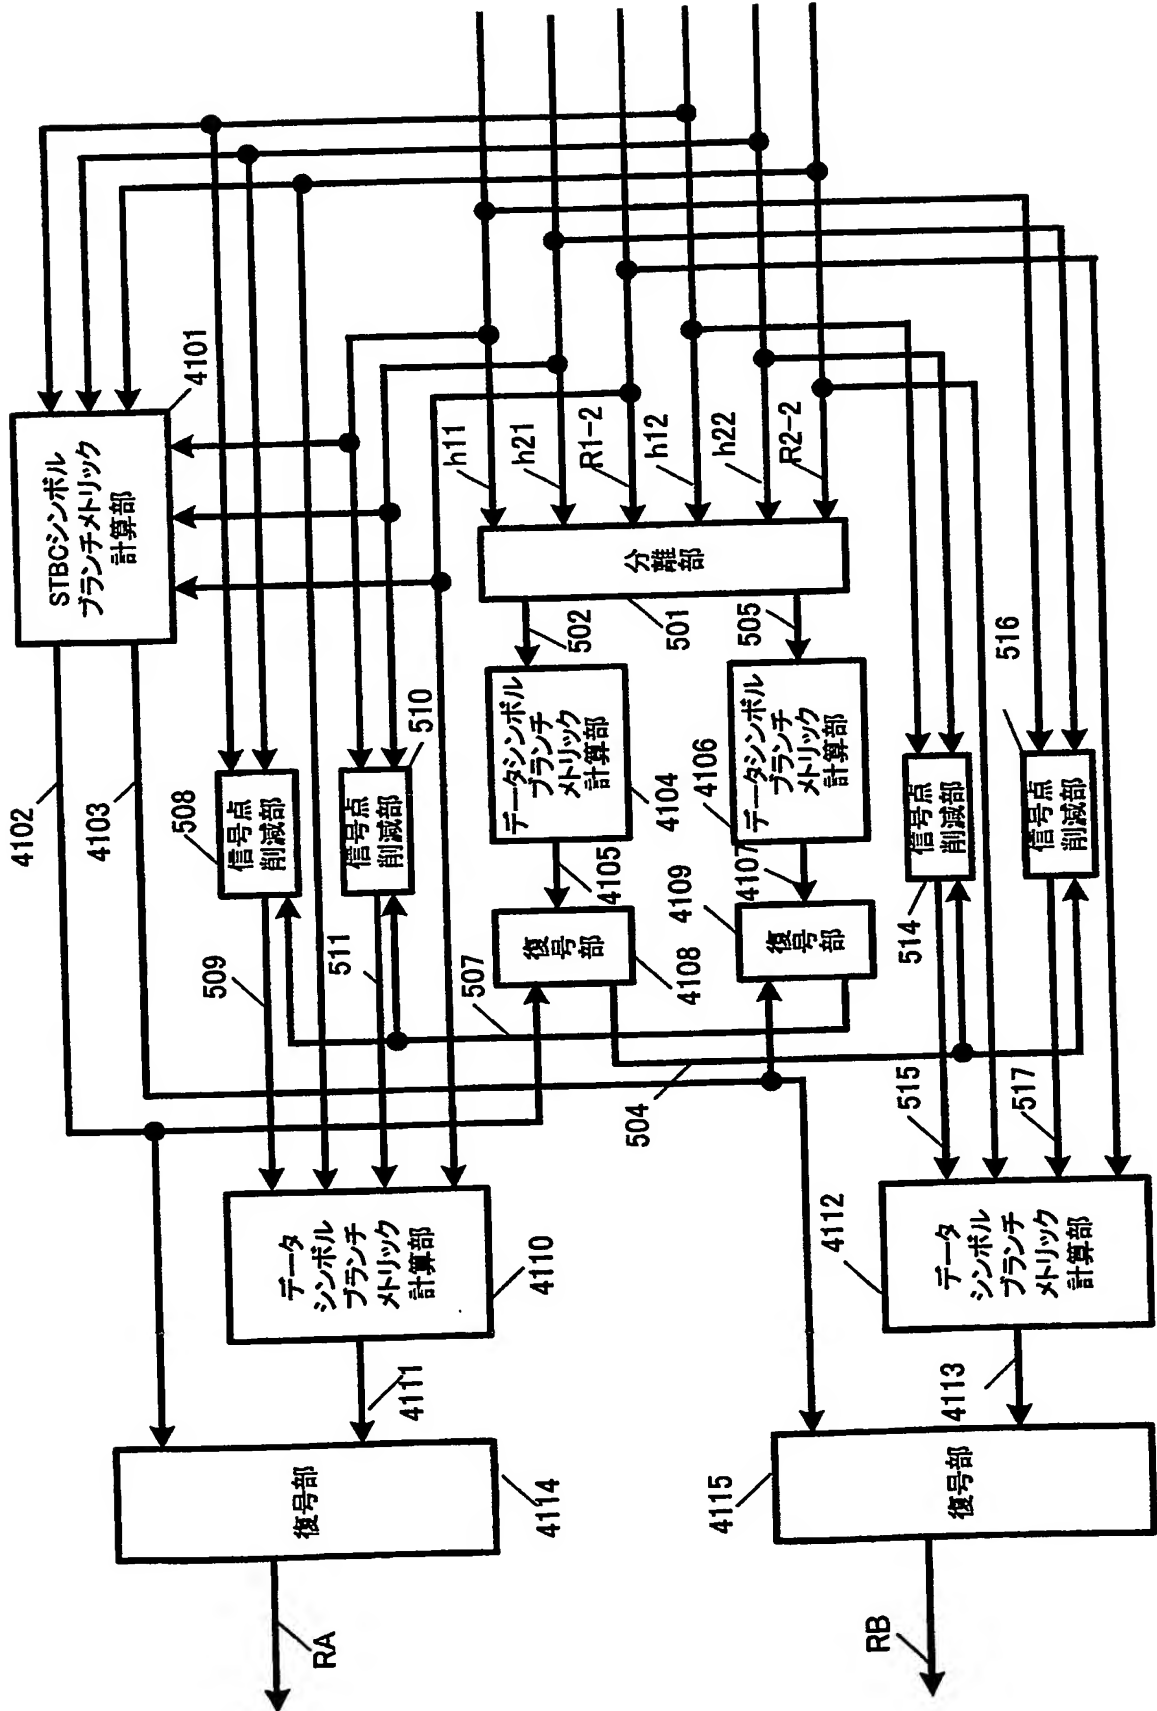 STBCシンボル
ブランチメトリック
計算部
4101
4102
4103
信号点
削減部
508
509
信号点
削減部
510
511
h11
h21
R1-2
h12
h22
R2-2
分離部
501
502
505
データシンボル
ブランチ
メトリック
計算部
4104
4105
データシンボル
ブランチ
メトリック
計算部
4106
4107
復号部
4108
復号部
4109
507
504
信号点
削減部
514
515
信号点
削減部
516
517
データ
シンボル
ブランチ
メトリック
計算部
4110
4111
データ
シンボル
ブランチ
メトリック
計算部
4112
4113
復号部
4114
復号部
4115
RA
RB